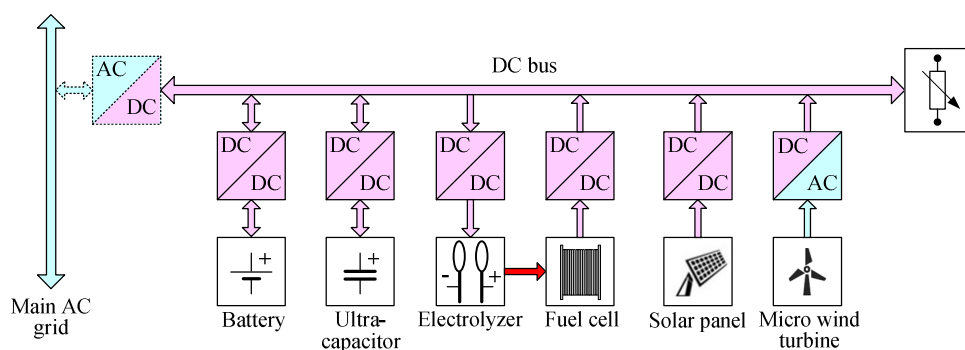 DC bus
AC
DC
DC
DC
DC
DC
DC
DC
DC
DC
DC
DC
DC
AC
+
+
-
+
Main AC
grid
Battery
Ultra-
capacitor
Electrolyzer
Fuel cell
Solar panel
Micro wind
turbine